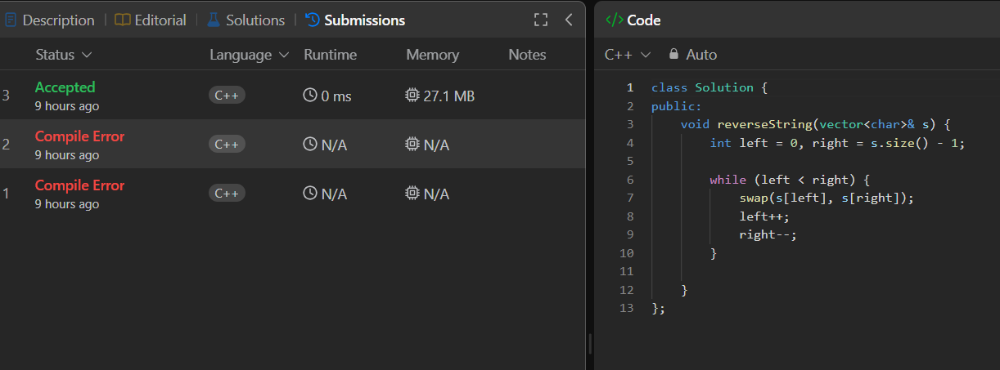 Description | Editorial | Solutions | Submissions
Status Language Runtime Memory Notes
3 Accepted C++ 0 ms 27.1 MB
9 hours ago
2 Compile Error C++ N/A N/A
9 hours ago
1 Compile Error C++ N/A N/A
9 hours ago
</> Code
C++ Auto
1 class Solution {
2 public:
3     void reverseString(vector<char>& s) {
4         int left = 0, right = s.size() - 1;
5
6         while (left < right) {
7             swap(s[left], s[right]);
8             left++;
9             right--;
10         }
11
12     }
13 };